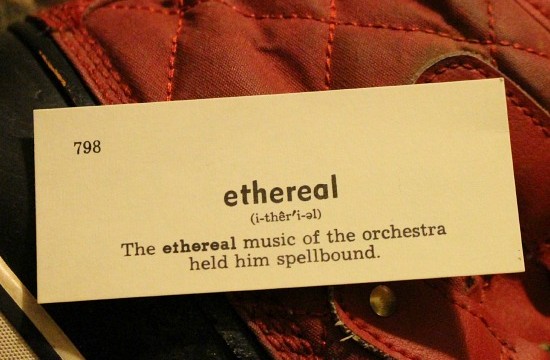 798
ethereal
(i-thêr′i-əl)
The ethereal music of the orchestra
held him spellbound.